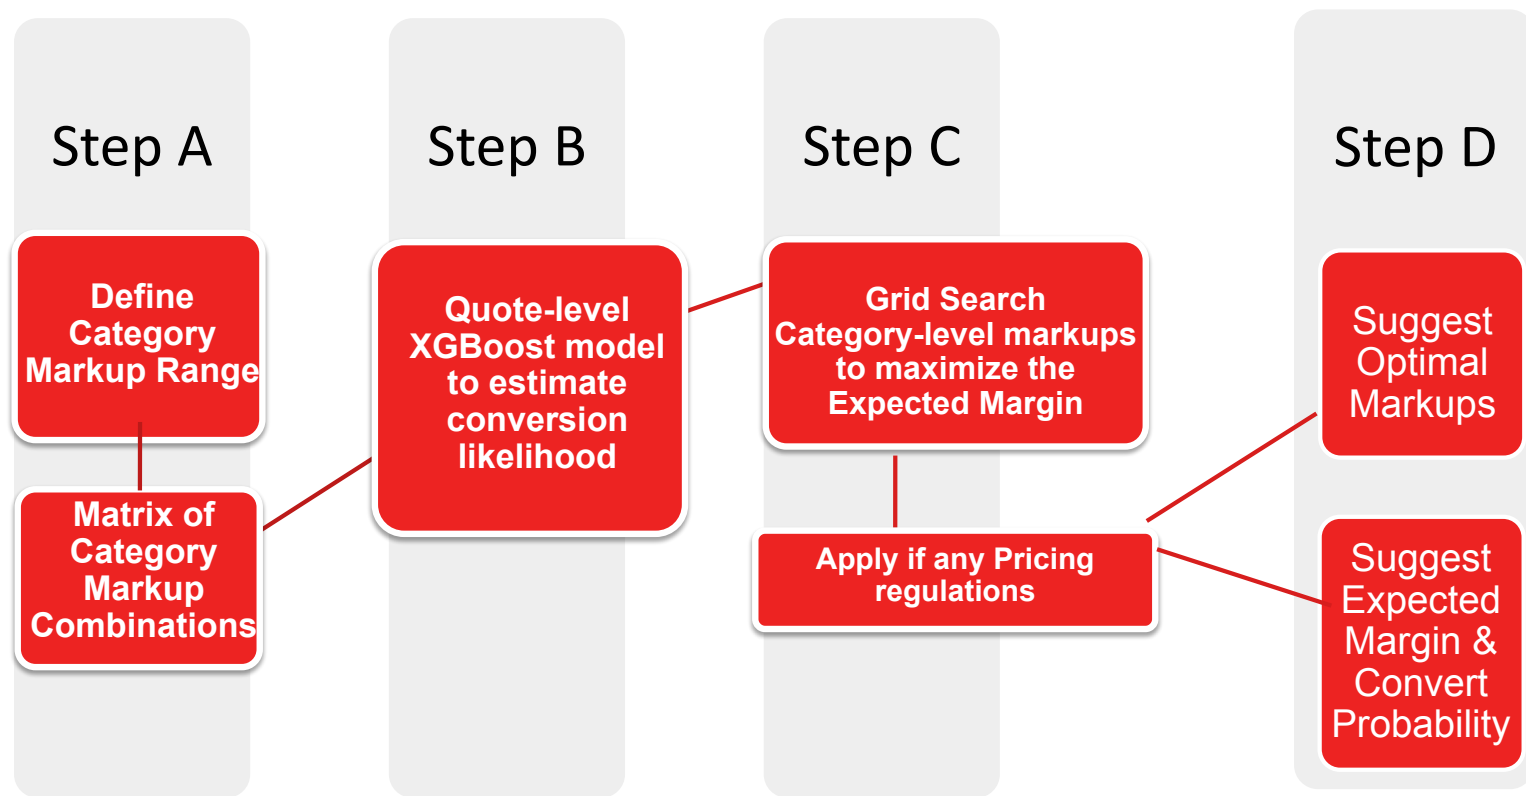 Step A
Define
Category
Markup Range
Matrix of
Category
Markup
Combinations
Step B
Quote-level
XGBoost model
to estimate
conversion
likelihood
Step C
Grid Search
Category-level markups
to maximize the
Expected Margin
Apply if any Pricing
regulations
Step D
Suggest
Optimal
Markups
Suggest
Expected
Margin &
Convert
Probability